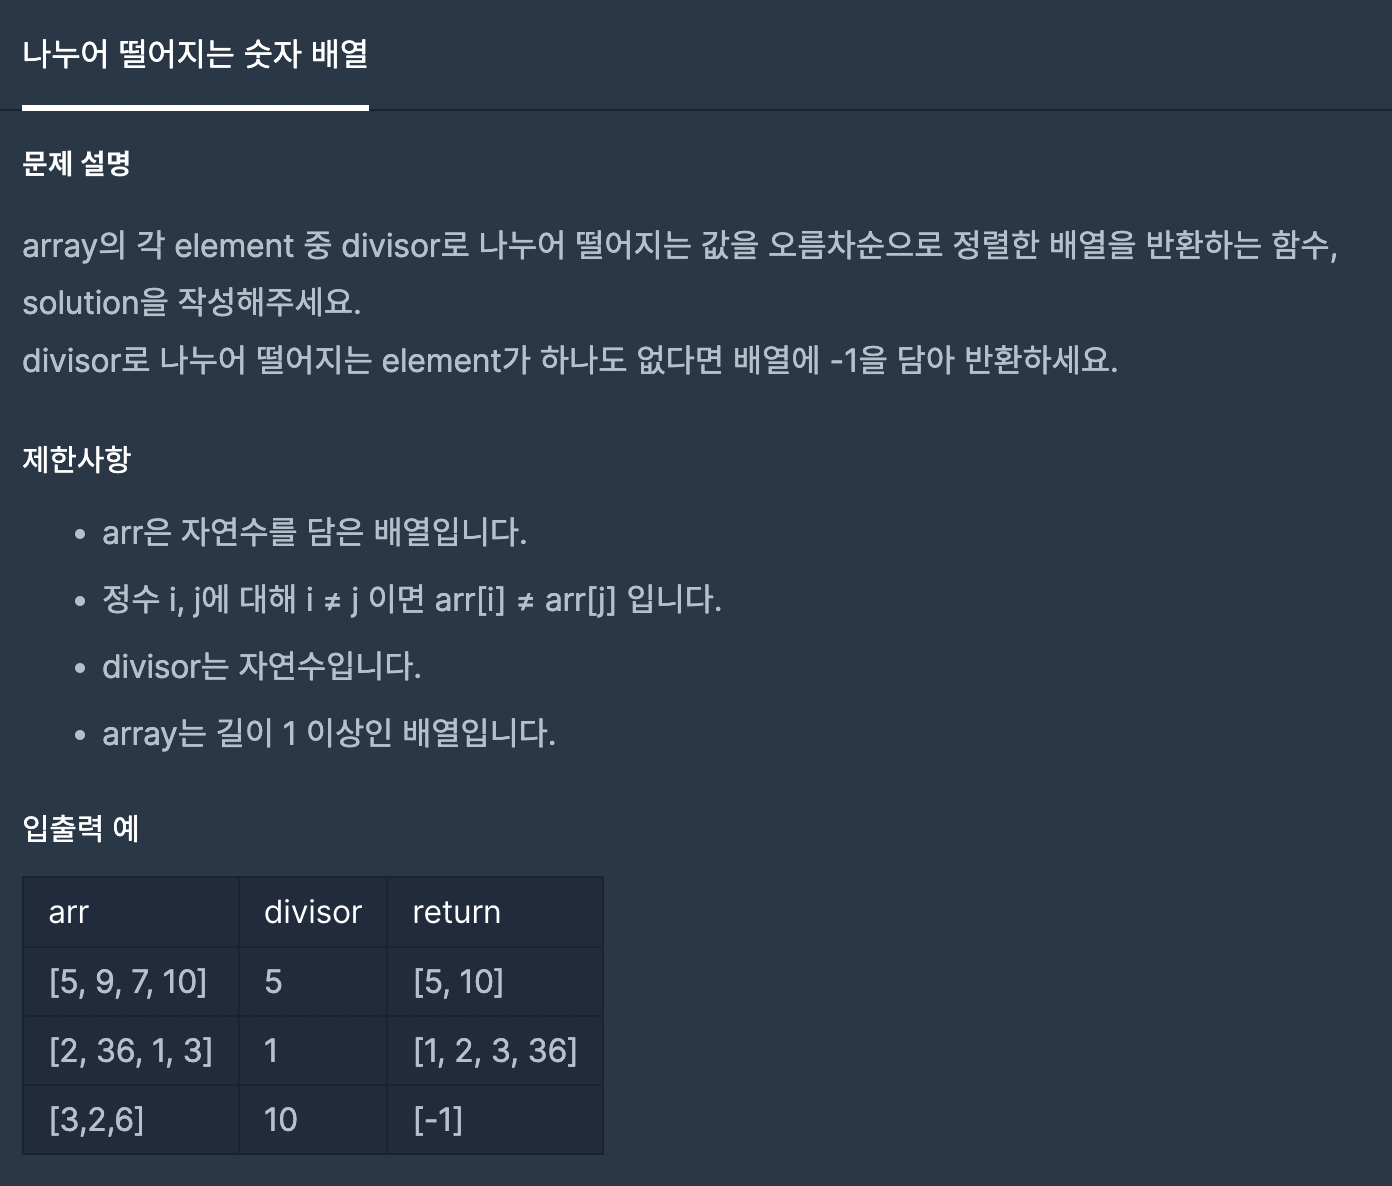 나누어 떨어지는 숫자 배열
문제 설명
array의 각 element 중 divisor로 나누어 떨어지는 값을 오름차순으로 정렬한 배열을 반환하는 함수,
solution을 작성해주세요.
divisor로 나누어 떨어지는 element가 하나도 없다면 배열에 -1을 담아 반환하세요.
제한사항
• arr은 자연수를 담은 배열입니다.
• 정수 i, j에 대해 i ≠ j 이면 arr[i] ≠ arr[j] 입니다.
• divisor는 자연수입니다.
• array는 길이 1 이상인 배열입니다.
입출력 예
arr divisor return
[5, 9, 7, 10] 5 [5, 10]
[2, 36, 1, 3] 1 [1, 2, 3, 36]
[3,2,6] 10 [-1]